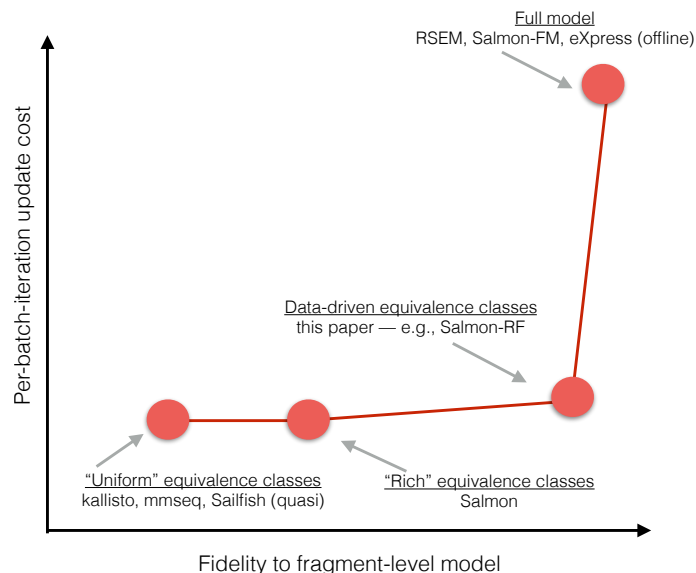 Full model
RSEM, Salmon-FM, eXpress (offline)
Per-batch-iteration update cost
Data-driven equivalence classes
this paper — e.g., Salmon-RF
“Uniform” equivalence classes
kallisto, mmseq, Sailfish (quasi)
“Rich” equivalence classes
Salmon
Fidelity to fragment-level model